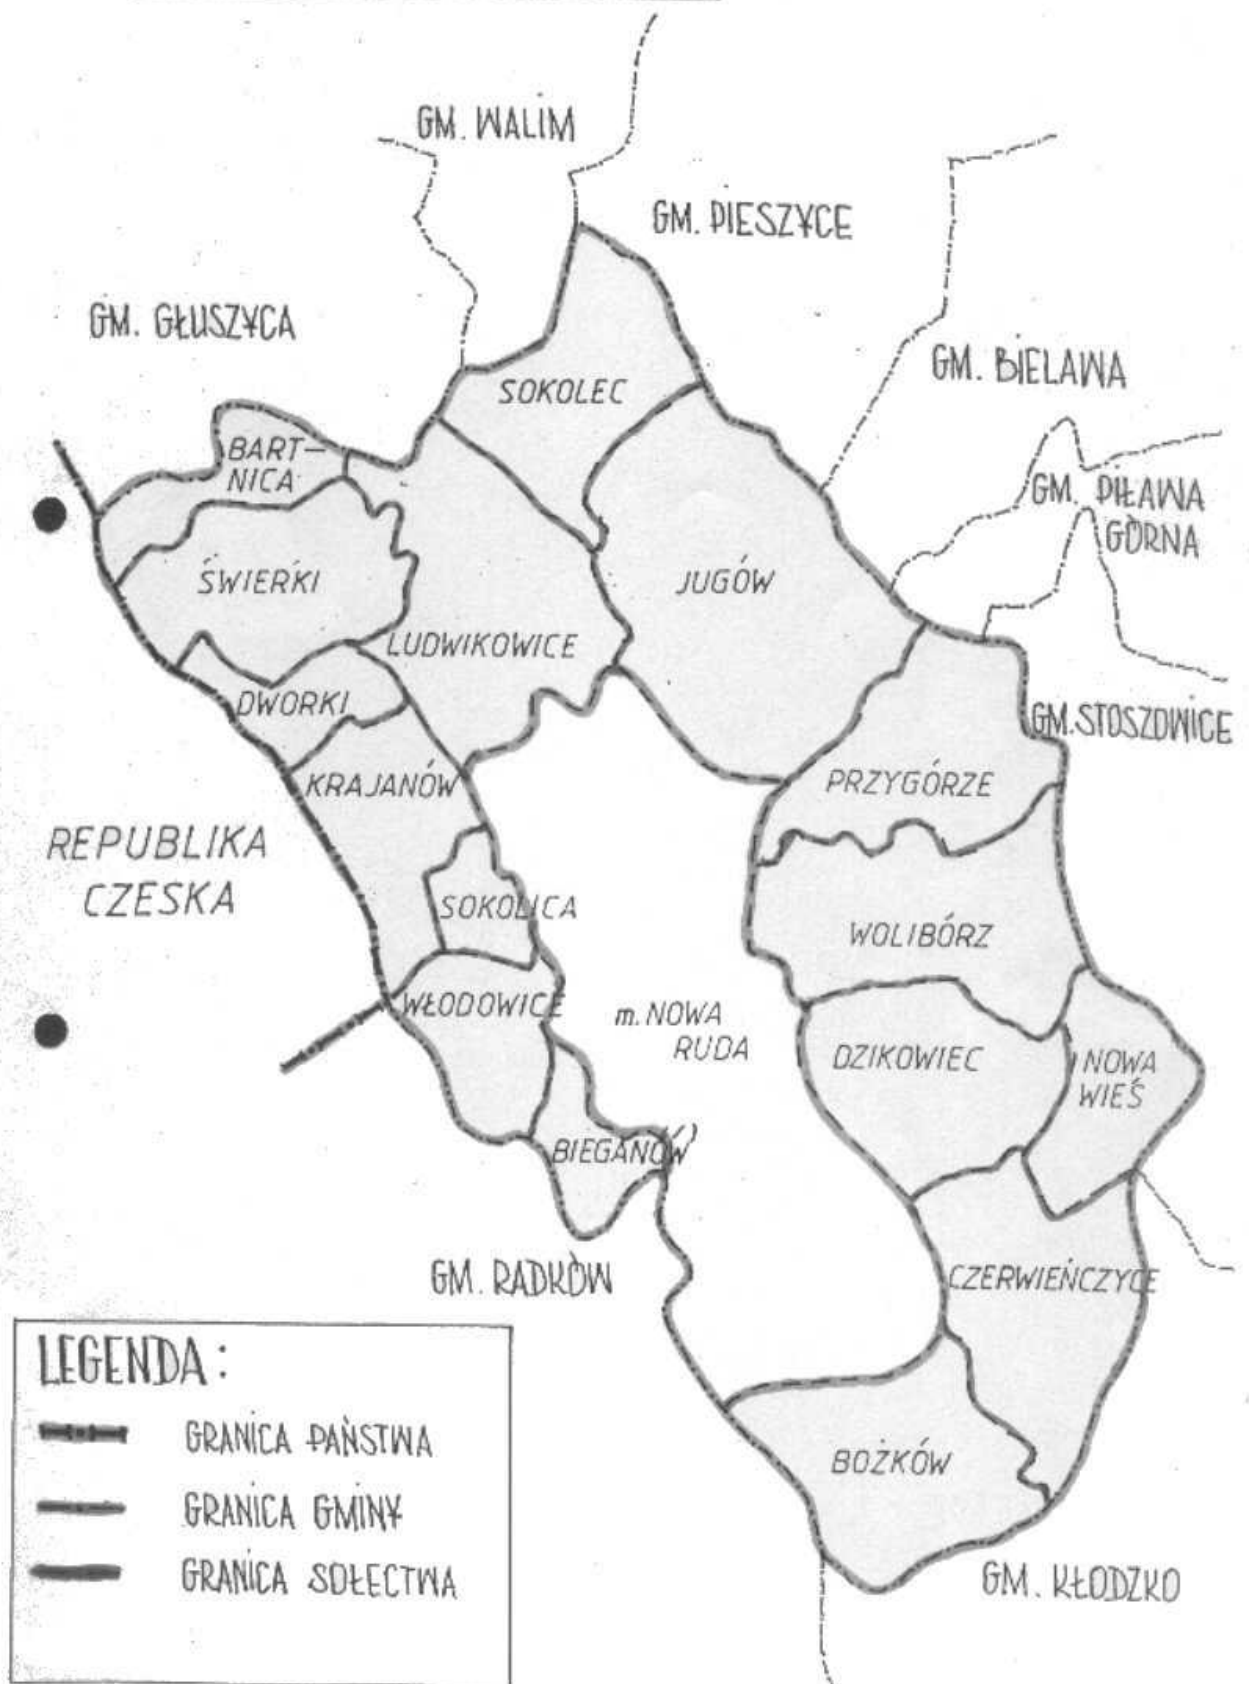 GM. WALIM
GM. PIESZYCE
GM. GŁUSZYCA
GM. BIELAWA
SOKOLEC
BART-
NICA
GM. PIŁAWA
GÓRNA
ŚWIERKI
JUGÓW
LUDWIKOWICE
DWORKI
GM. STOSZOWICE
KRAJANÓW
PRZYGÓRZE
REPUBLIKA
CZESKA
SOKOLICA
WOLIBÓRZ
WŁODOWICE
m. NOWA
RUDA
DZIKOWIEC
NOWA
WIEŚ
BIEGANÓW
GM. RADKÓW
CZERWIEŃCZYCE
BOŻKÓW
GM. KŁODZKO
LEGENDA :
GRANICA PAŃSTWA
GRANICA GMINY
GRANICA SOŁECTWA